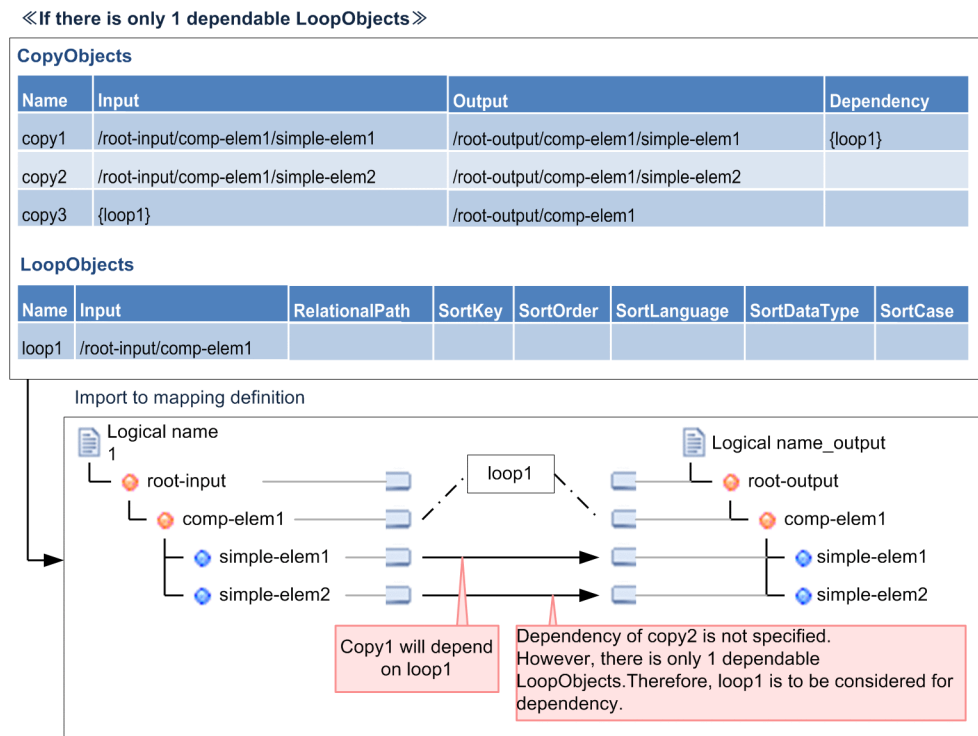 ≪If there is only 1 dependable LoopObjects≫
CopyObjects
Name Input Output Dependency
copy1 /root-input/comp-elem1/simple-elem1 /root-output/comp-elem1/simple-elem1 {loop1}
copy2 /root-input/comp-elem1/simple-elem2 /root-output/comp-elem1/simple-elem2
copy3 {loop1} /root-output/comp-elem1
LoopObjects
Name Input RelationalPath SortKey SortOrder SortLanguage SortDataType SortCase
loop1 /root-input/comp-elem1
Import to mapping definition
Logical name
1
Logical name_output
root-input
loop1
root-output
comp-elem1
comp-elem1
simple-elem1
simple-elem1
simple-elem2
simple-elem2
Copy1 will depend
on loop1
Dependency of copy2 is not specified.
However, there is only 1 dependable
LoopObjects.Therefore, loop1 is to be considered for
dependency.